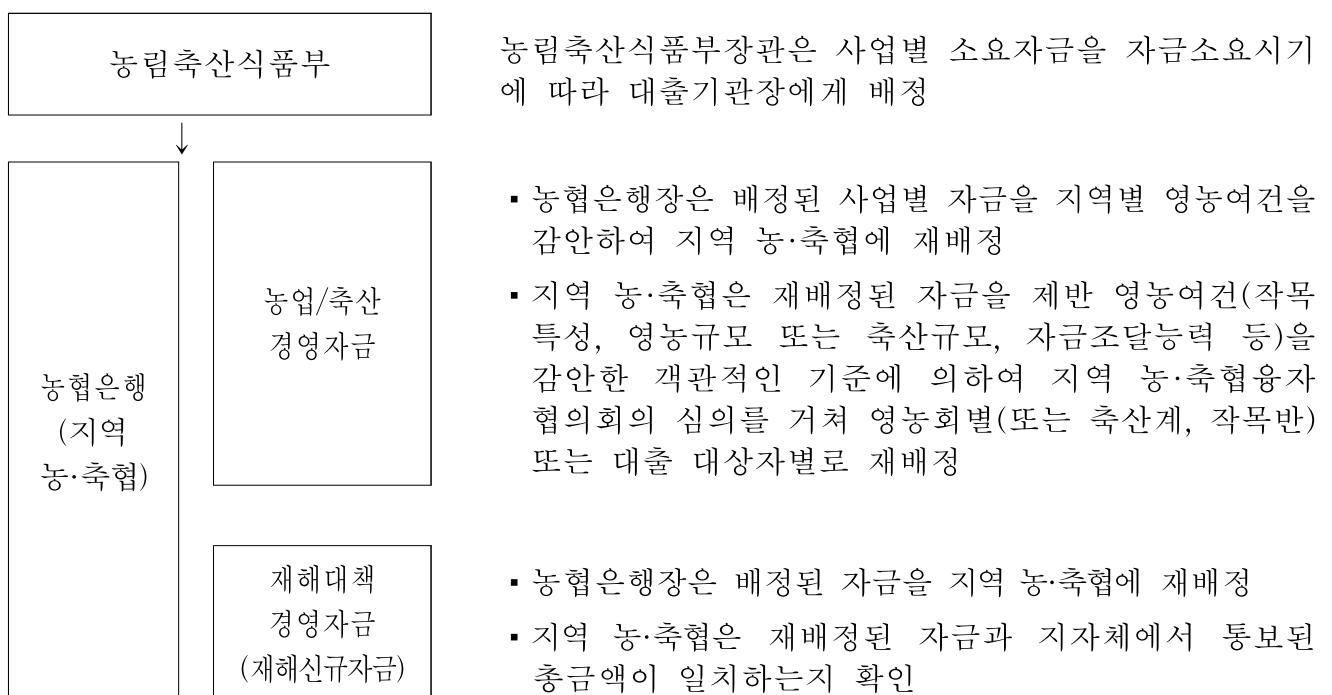 농림축산식품부
농림축산식품부장관은 사업별 소요자금을 자금소요시기
에 따라 대출기관장에게 배정
↓
농협은행
(지역
농·축협)
농업/축산
경영자금
▪ 농협은행장은 배정된 사업별 자금을 지역별 영농여건을
감안하여 지역 농·축협에 재배정
▪ 지역 농·축협은 재배정된 자금을 제반 영농여건(작목
특성, 영농규모 또는 축산규모, 자금조달능력 등)을
감안한 객관적인 기준에 의하여 지역 농·축협융자
협의회의 심의를 거쳐 영농회별(또는 축산계, 작목반)
또는 대출 대상자별로 재배정
재해대책
경영자금
(재해신규자금)
▪ 농협은행장은 배정된 자금을 지역 농·축협에 재배정
▪ 지역 농·축협은 재배정된 자금과 지자체에서 통보된
총금액이 일치하는지 확인